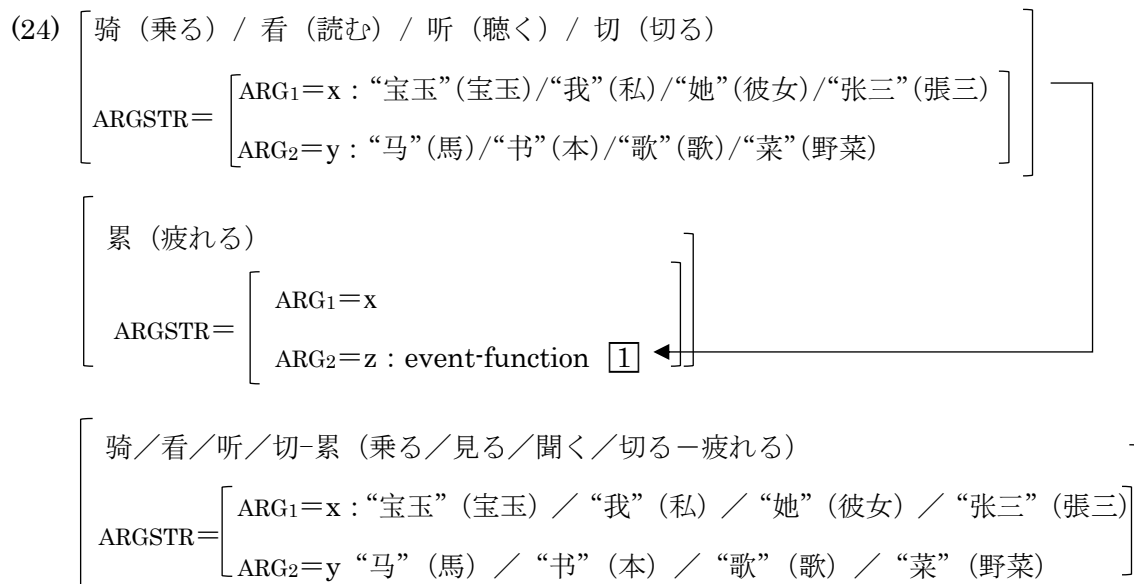 (24) 骑（乗る）/ 看（読む）/ 听（聴く）/ 切（切る）
ARG1＝x：“宝玉”(宝玉)/“我”(私)/“她”(彼女)/“张三”(張三)
ARGSTR＝
ARG2＝y：“马”(馬)/“书”(本)/“歌”(歌)/“菜”(野菜)
累（疲れる）
ARG1＝x
ARGSTR＝
ARG2＝z：event-function 1
骑／看／听／切-累（乗る／見る／聞く／切る－疲れる）
ARG1＝x：“宝玉”（宝玉）／“我”（私）／“她”（彼女）／“张三”（張三）
ARGSTR＝
ARG2＝y “马”（馬）／“书”（本）／“歌”（歌）／“菜”（野菜）